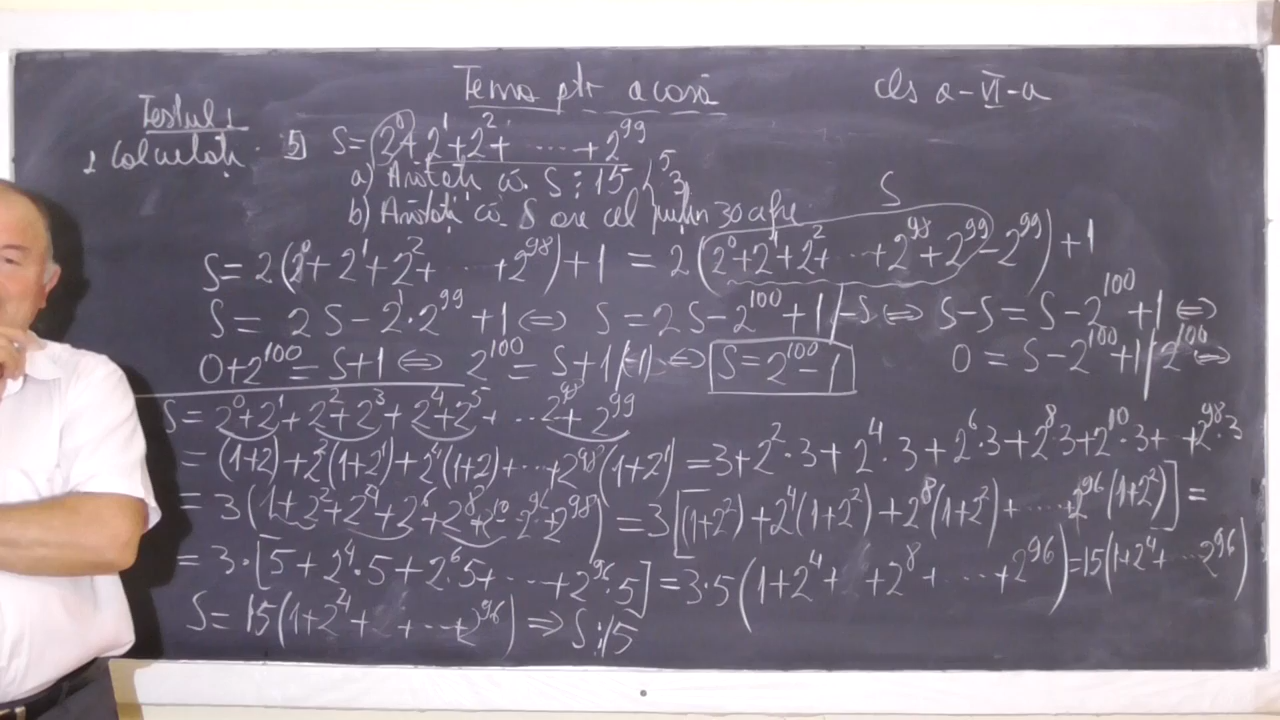 Tema ptr acasă cls a-VI-a
Testul 1
1 Calculați. 5] S=2⁰+2¹+2²+ ⋯ +2⁹⁹
a) Arătați că S⋮15 } 5 3
b) Arătați că S are cel puțin 30 cifre
S
S=2(2⁰+2¹+2²+ ⋯ +2⁹⁸)+1 = 2(2⁰+2¹+2²+ ⋯ +2⁹⁸+2⁹⁹-2⁹⁹)+1
S= 2S-2·2⁹⁹+1⇔ S=2S-2¹⁰⁰+1/-S⇔ S-S=S-2¹⁰⁰+1⇔
0+2¹⁰⁰=S+1⇔ 2¹⁰⁰=S+1/(-1)⇔ S=2¹⁰⁰-1 0=S-2¹⁰⁰+1/2¹⁰⁰⇔
S=2⁰+2¹+2²+2³+2⁴+2⁵+ ⋯ 2⁹⁸+2⁹⁹
=(1+2)+2²(1+2¹)+2⁴(1+2)+⋯+2⁹⁸(1+2¹)=3+2²·3+2⁴·3+2⁶·3+2⁸·3+2¹⁰·3+⋯+2⁹⁸·3
=3(1+2²+2⁴+2⁶+2⁸+2¹⁰⋯2⁹⁶+2⁹⁸)=3[(1+2²)+2⁴(1+2²)+2⁸(1+2²)+⋯2⁹⁶(1+2²)]=
=3·[5+2⁴·5+2⁶·5+⋯+2⁹⁶·5]=3·5(1+2⁴+ +2⁸+⋯+2⁹⁶)=15(1+2⁴+⋯2⁹⁶)
S=15(1+2⁴+ +⋯+2⁹⁶)⇒S⋮15